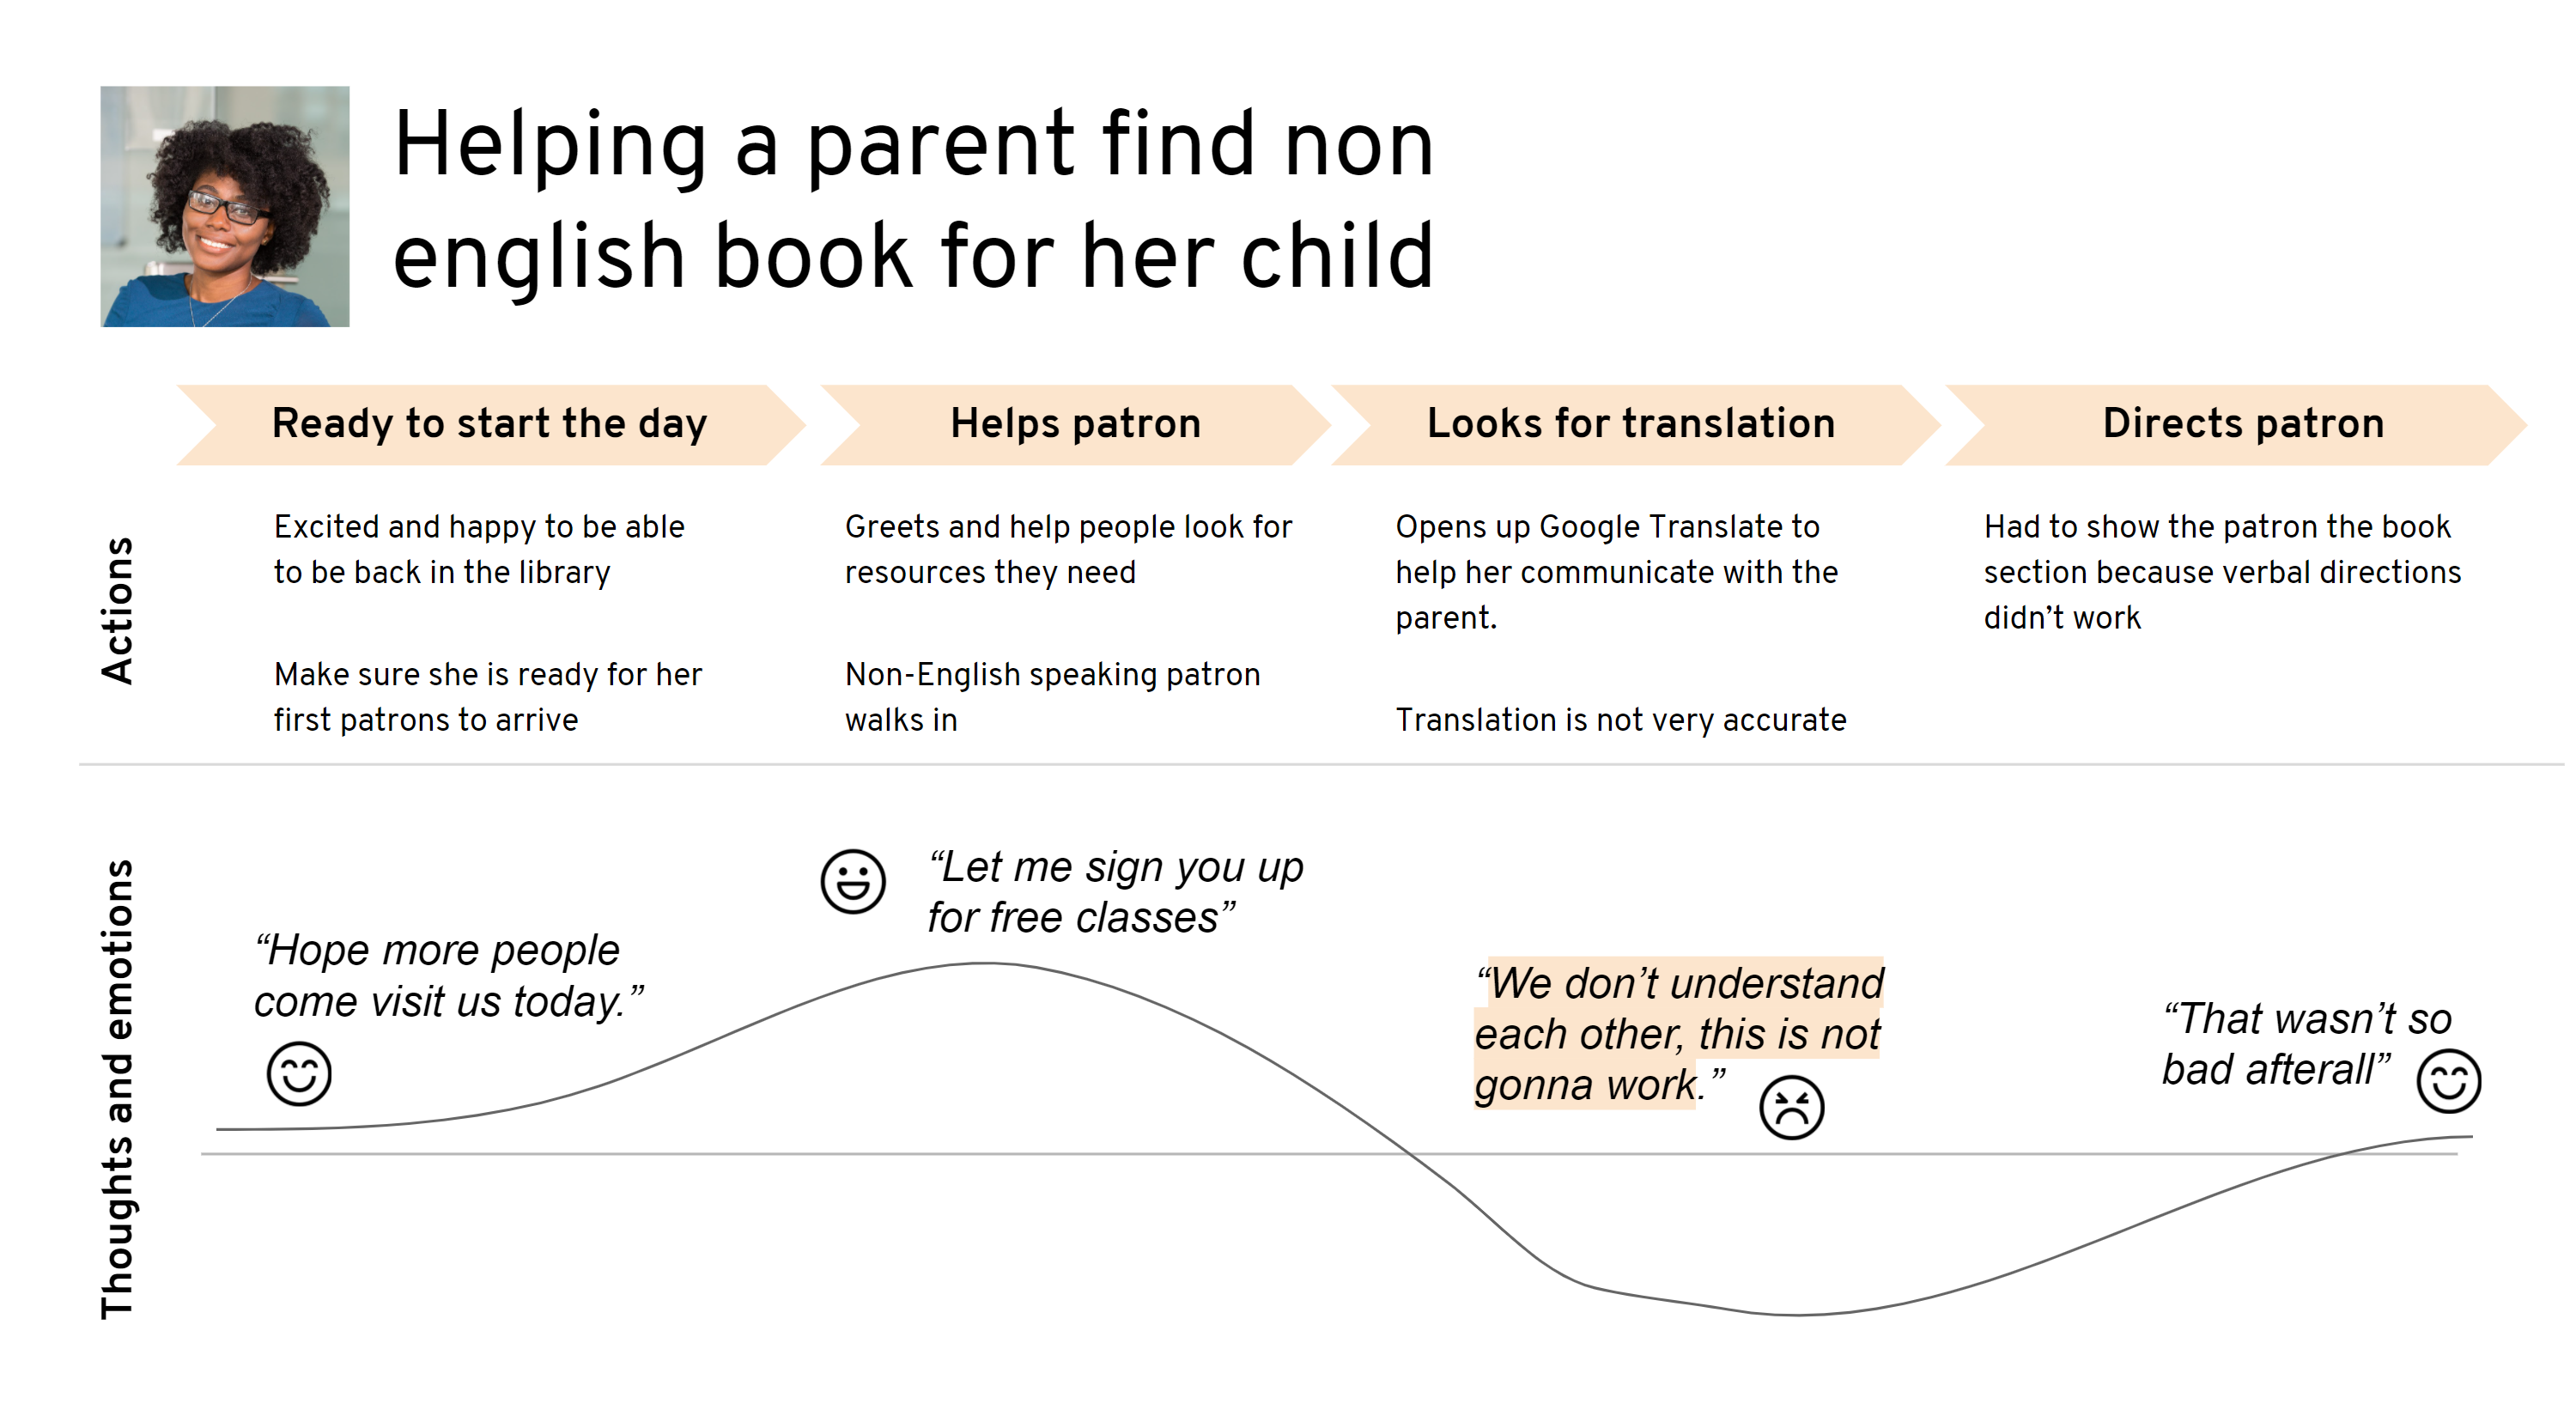 Helping a parent find non
english book for her child
Ready to start the day
Helps patron
Looks for translation
Directs patron
Actions
Excited and happy to be able
to be back in the library
Make sure she is ready for her
first patrons to arrive
Greets and help people look for
resources they need
Non-English speaking patron
walks in
Opens up Google Translate to
help her communicate with the
parent.
Translation is not very accurate
Had to show the patron the book
section because verbal directions
didn’t work
Thoughts and emotions
“Hope more people
come visit us today.”
“Let me sign you up
for free classes”
“We don’t understand
each other, this is not
gonna work.”
“That wasn’t so
bad afterall”